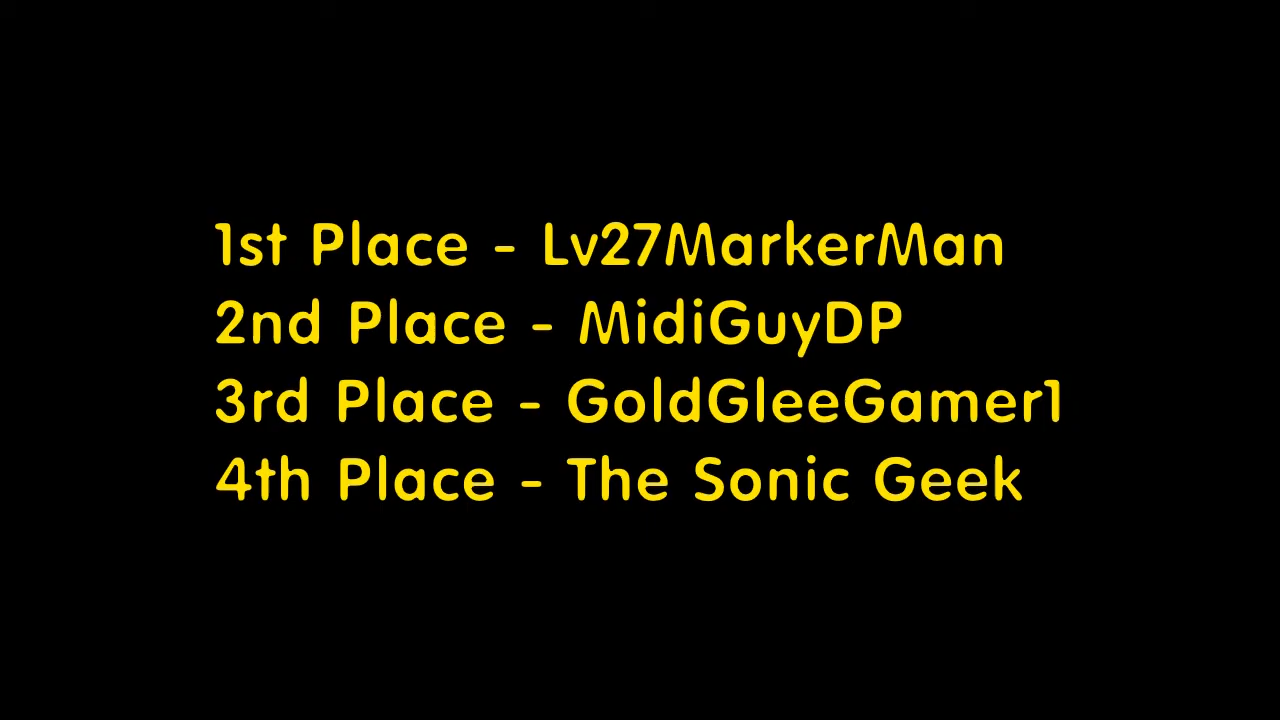 1st Place - Lv27MarkerMan
2nd Place - MidiGuyDP
3rd Place - GoldGleeGamer1
4th Place - The Sonic Geek